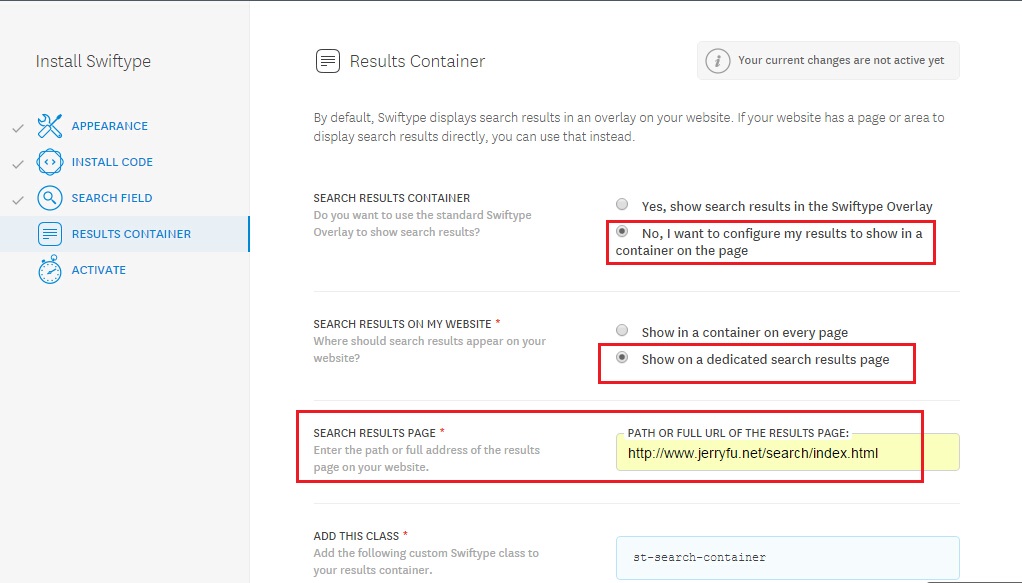 Install Swiftype
APPEARANCE
INSTALL CODE
SEARCH FIELD
RESULTS CONTAINER
ACTIVATE
Results Container
i
Your current changes are not active yet
By default, Swiftype displays search results in an overlay on your website. If your website has a page or area to
display search results directly, you can use that instead.
SEARCH RESULTS CONTAINER
Do you want to use the standard Swiftype
Overlay to show search results?
Yes, show search results in the Swiftype Overlay
No, I want to configure my results to show in a
container on the page
SEARCH RESULTS ON MY WEBSITE *
Where should search results appear on your
website?
Show in a container on every page
Show on a dedicated search results page
SEARCH RESULTS PAGE *
Enter the path or full address of the results
page on your website.
PATH OR FULL URL OF THE RESULTS PAGE:
http://www.jerryfu.net/search/index.html
ADD THIS CLASS *
Add the following custom Swiftype class to
your results container.
st-search-container